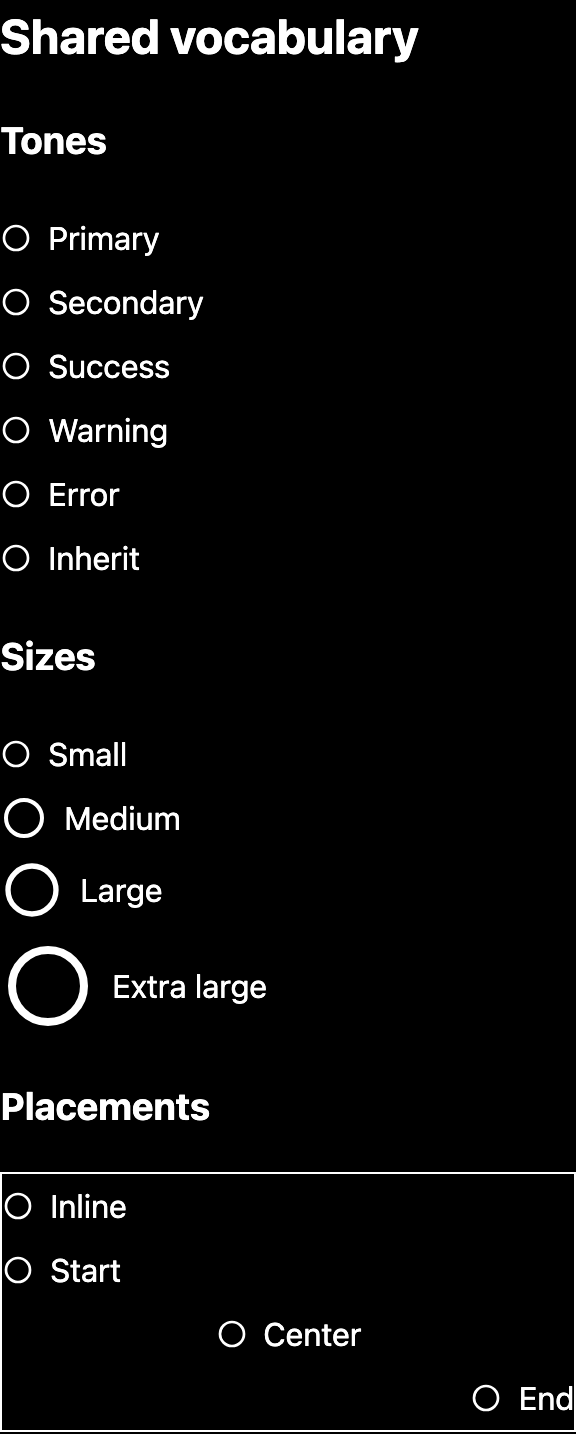 Shared vocabulary
Tones
Primary
Secondary
Success
Warning
Error
Inherit
Sizes
Small
Medium
Large
Extra large
Placements
Inline
Start
Center
End